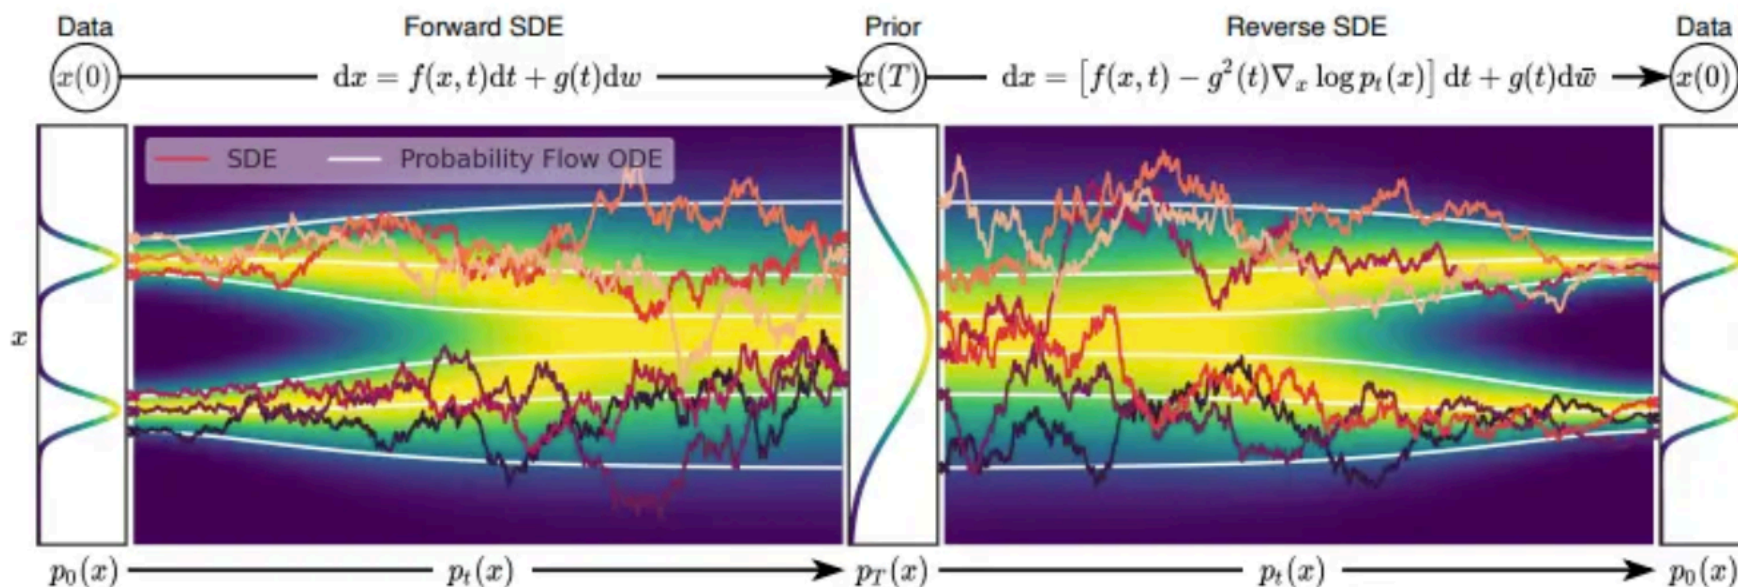 Data Forward SDE Prior Reverse SDE Data
x(0) dx = f(x, t)dt + g(t)dw x(T) dx = [f(x, t) − g²(t)∇ₓ log pₜ(x)] dt + g(t)dw̄ x(0)
SDE Probability Flow ODE
x
p₀(x) pₜ(x) p_T(x) pₜ(x) p₀(x)